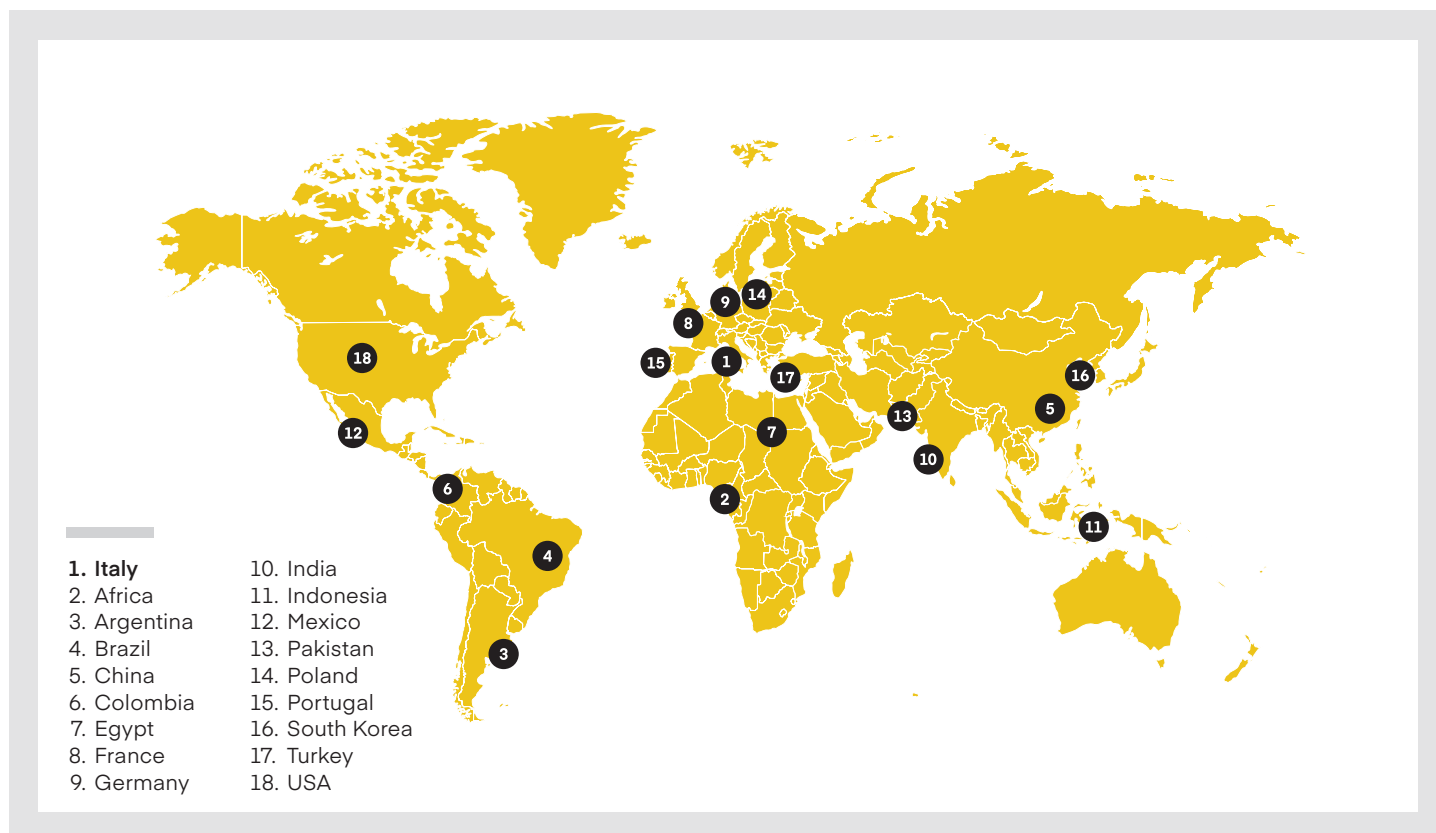 14
9
8
1
15
18
17
16
5
13
12
7
10
6
2
11
4
3
1. Italy
2. Africa
3. Argentina
4. Brazil
5. China
6. Colombia
7. Egypt
8. France
9. Germany
10. India
11. Indonesia
12. Mexico
13. Pakistan
14. Poland
15. Portugal
16. South Korea
17. Turkey
18. USA